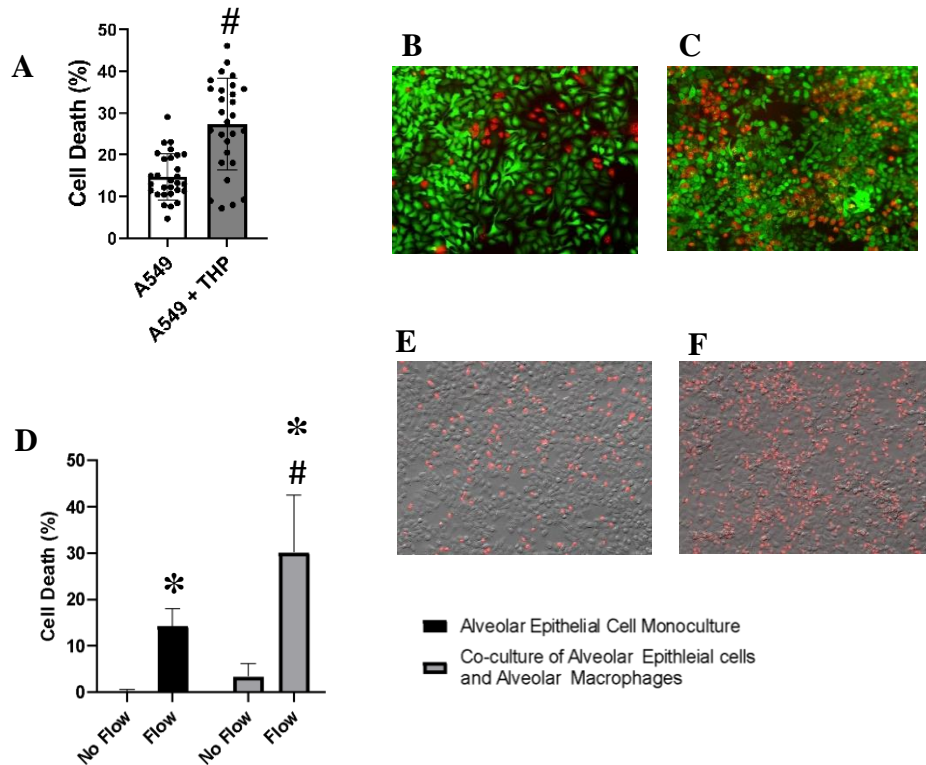 A
Cell Death (%)
50
40
30
20
10
0
#
A549
A549 + THP
B
C
D
Cell Death (%)
50
40
30
20
10
0
*
*
#
No Flow
Flow
No Flow
Flow
E
F
Alveolar Epithelial Cell Monoculture
Co-culture of Alveolar Epithleial cells
and Alveolar Macrophages